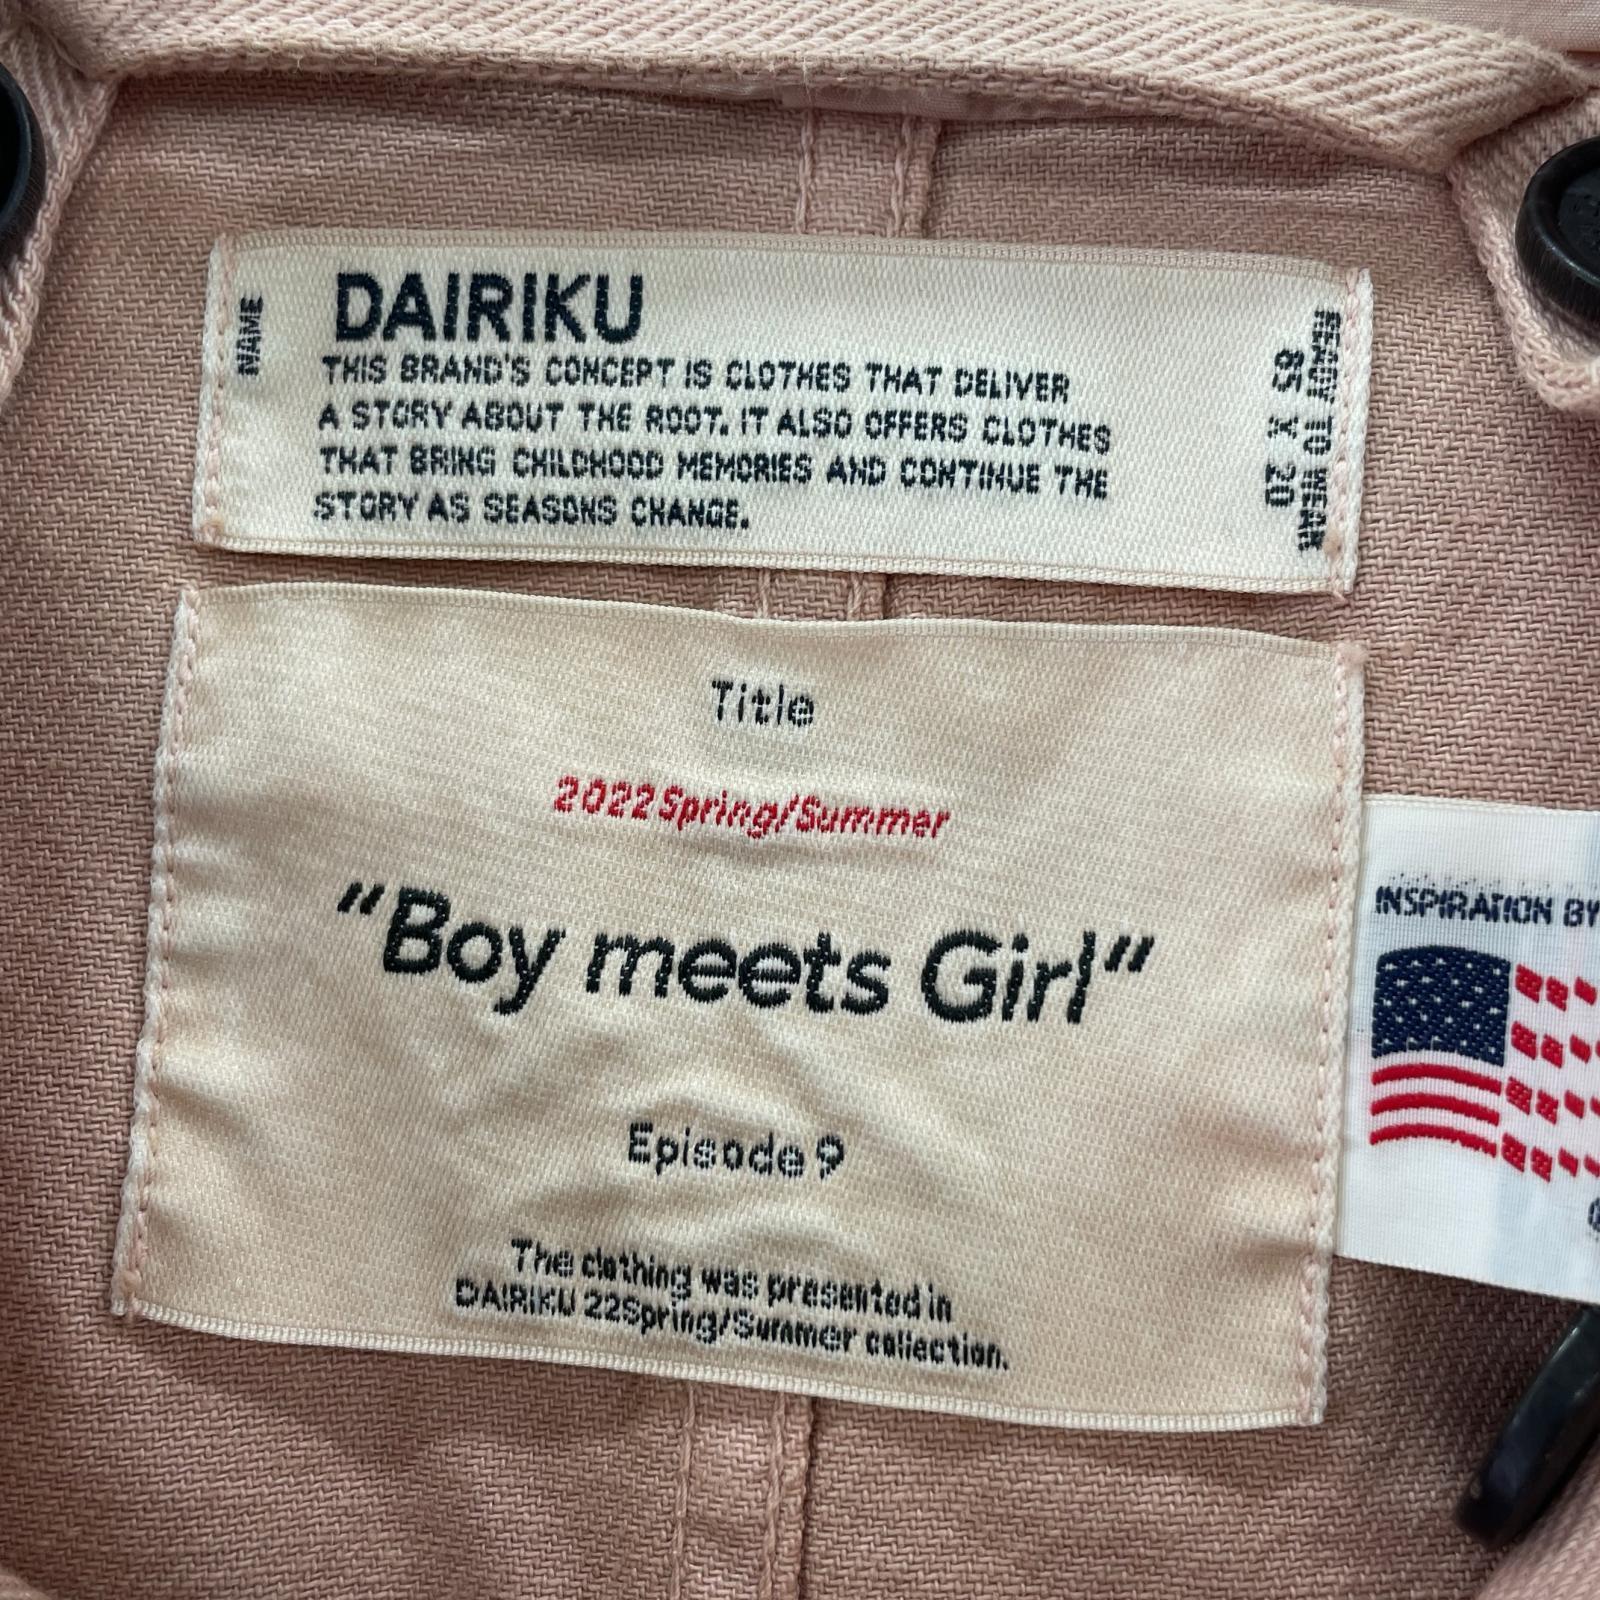 NAME
DAIRIKU
THIS BRAND'S CONCEPT IS CLOTHES THAT DELIVER
A STORY ABOUT THE ROOT. IT ALSO OFFERS CLOTHES
THAT BRING CHILDHOOD MEMORIES AND CONTINUE THE
STORY AS SEASONS CHANGE.
READY TO WEAR
85 X 20
Title
2022Spring/Summer
"Boy meets Girl"
Episode 9
The clothing was presented in
DAIRIKU 22Spring/Summer collection.
INSPIRATION BY